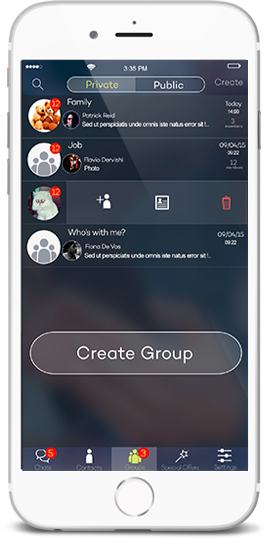 3:35 PM
Private
Public
Create
12
Family
Today
14:00
Patrick Reid
Sed ut perspiciatis unde omnis iste natus error sit !..
3
members
12
Job
09/04/15
09:22
Flavio Dervishi
Photo
12
members
12
Who's with me?
09/04/15
09:22
Fiona De Vos
Sed ut perspiciatis unde omnis iste natus error sit !..
Create Group
5
3
Chats
Contacts
Groups
Special Offres
Settings